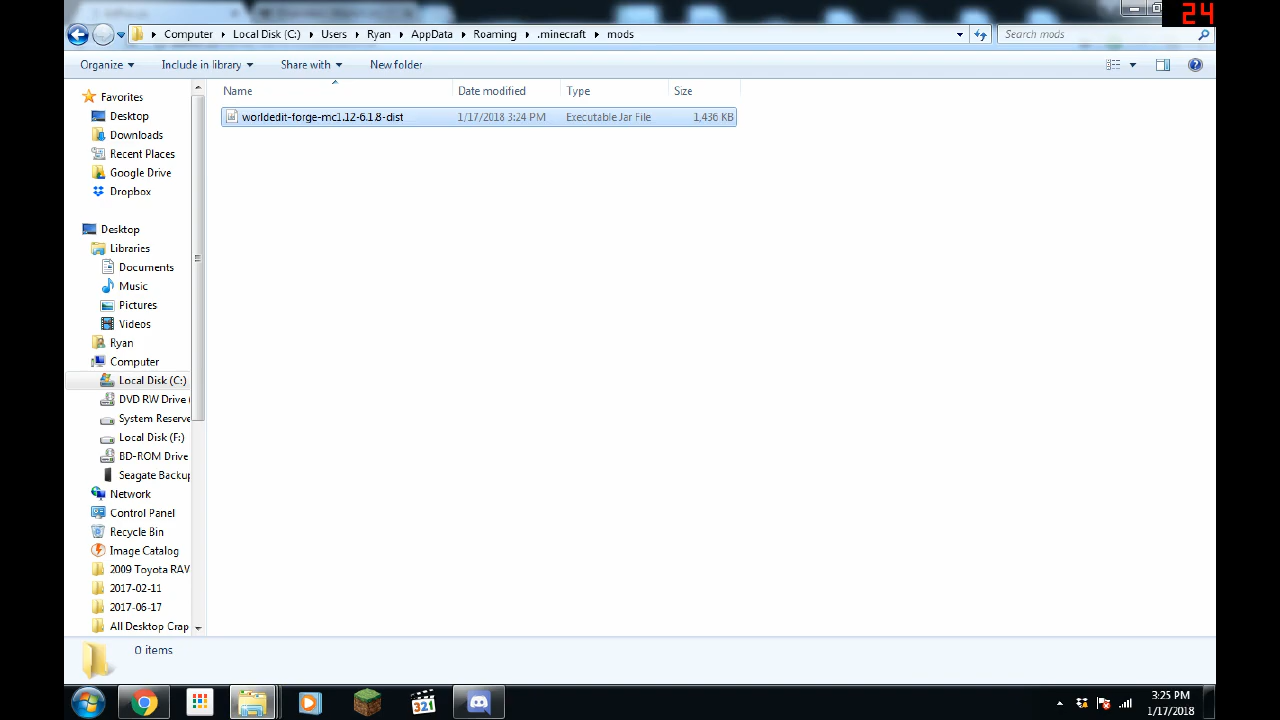 24
Computer Local Disk (C:) Users Ryan AppData Roaming .minecraft mods Search mods
Organize Include in library Share with New folder
Name Date modified Type Size
worldedit-forge-mc1.12-6.1.8-dist 1/17/2018 3:24 PM Executable Jar File 1,436 KB
Favorites
Desktop
Downloads
Recent Places
Google Drive
Dropbox
Desktop
Libraries
Documents
Music
Pictures
Videos
Ryan
Computer
Local Disk (C:)
DVD RW Drive (
System Reserve
Local Disk (F:)
BD-ROM Drive
Seagate Backup
Network
Control Panel
Recycle Bin
Image Catalog
2009 Toyota RAV
2017-02-11
2017-06-17
All Desktop Crap
0 items
321
3:25 PM
1/17/2018